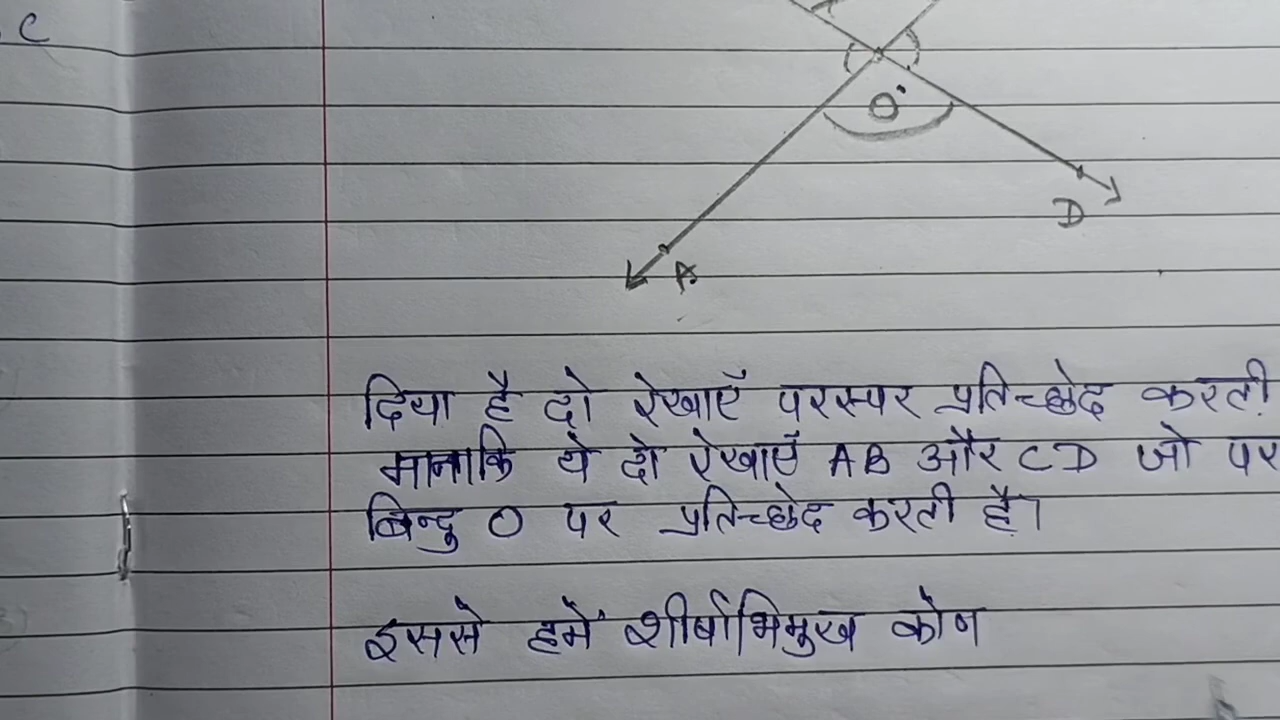 C
O
D
A
दिया है दो रेखाएँ परस्पर प्रतिच्छेद करती
मानाकि ये दो रेखाएँ AB और CD जो पर
बिन्दु O पर प्रतिच्छेद करती है।
इससे हमें शीर्षाभिमुख कोण